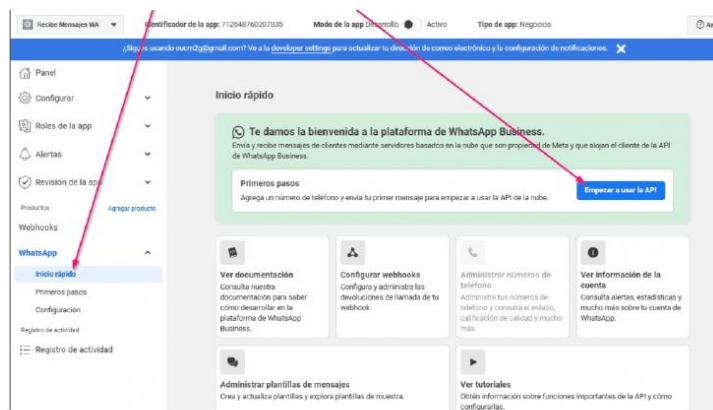 Recibe Mensajes WA
Identificador de la app: 712648760207835
Modo de la app Desarrollo
Activo
Tipo de app: Negocios
¿Sigues usando
Ve a la developer settings para actualizar tu dirección de correo electrónico y la configuración de notificaciones.
Panel
Configurar
Roles de la app
Alertas
Revisión de la app
Productos
Agregar producto
Webhooks
WhatsApp
Inicio rápido
Primeros pasos
Configuración
Registro de actividad
Registro de actividad
Inicio rápido
Te damos la bienvenida a la plataforma de WhatsApp Business.
Envía y recibe mensajes de clientes mediante servidores basados en la nube que son propiedad de Meta y que alojan el cliente de la API
de WhatsApp Business.
Primeros pasos
Agrega un número de teléfono y envía tu primer mensaje para empezar a usar la API de la nube.
Empezar a usar la API
Ver documentación
Consulta nuestra
documentación para saber
cómo desarrollar en la
plataforma de WhatsApp
Business.
Configurar webhooks
Configura y administra las
devoluciones de llamada de tu
webhook.
Administrar números de
teléfono
Administra tus números de
teléfono y consulta el estado,
calificación de calidad y mucho
más.
Ver información de la
cuenta
Consulta alertas, estadísticas y
mucho más sobre tu cuenta de
WhatsApp.
Administrar plantillas de mensajes
Crea y actualiza plantillas y explora plantillas de muestra.
Ver tutoriales
Obtén información sobre funciones importantes de la API y cómo
configurarlas.